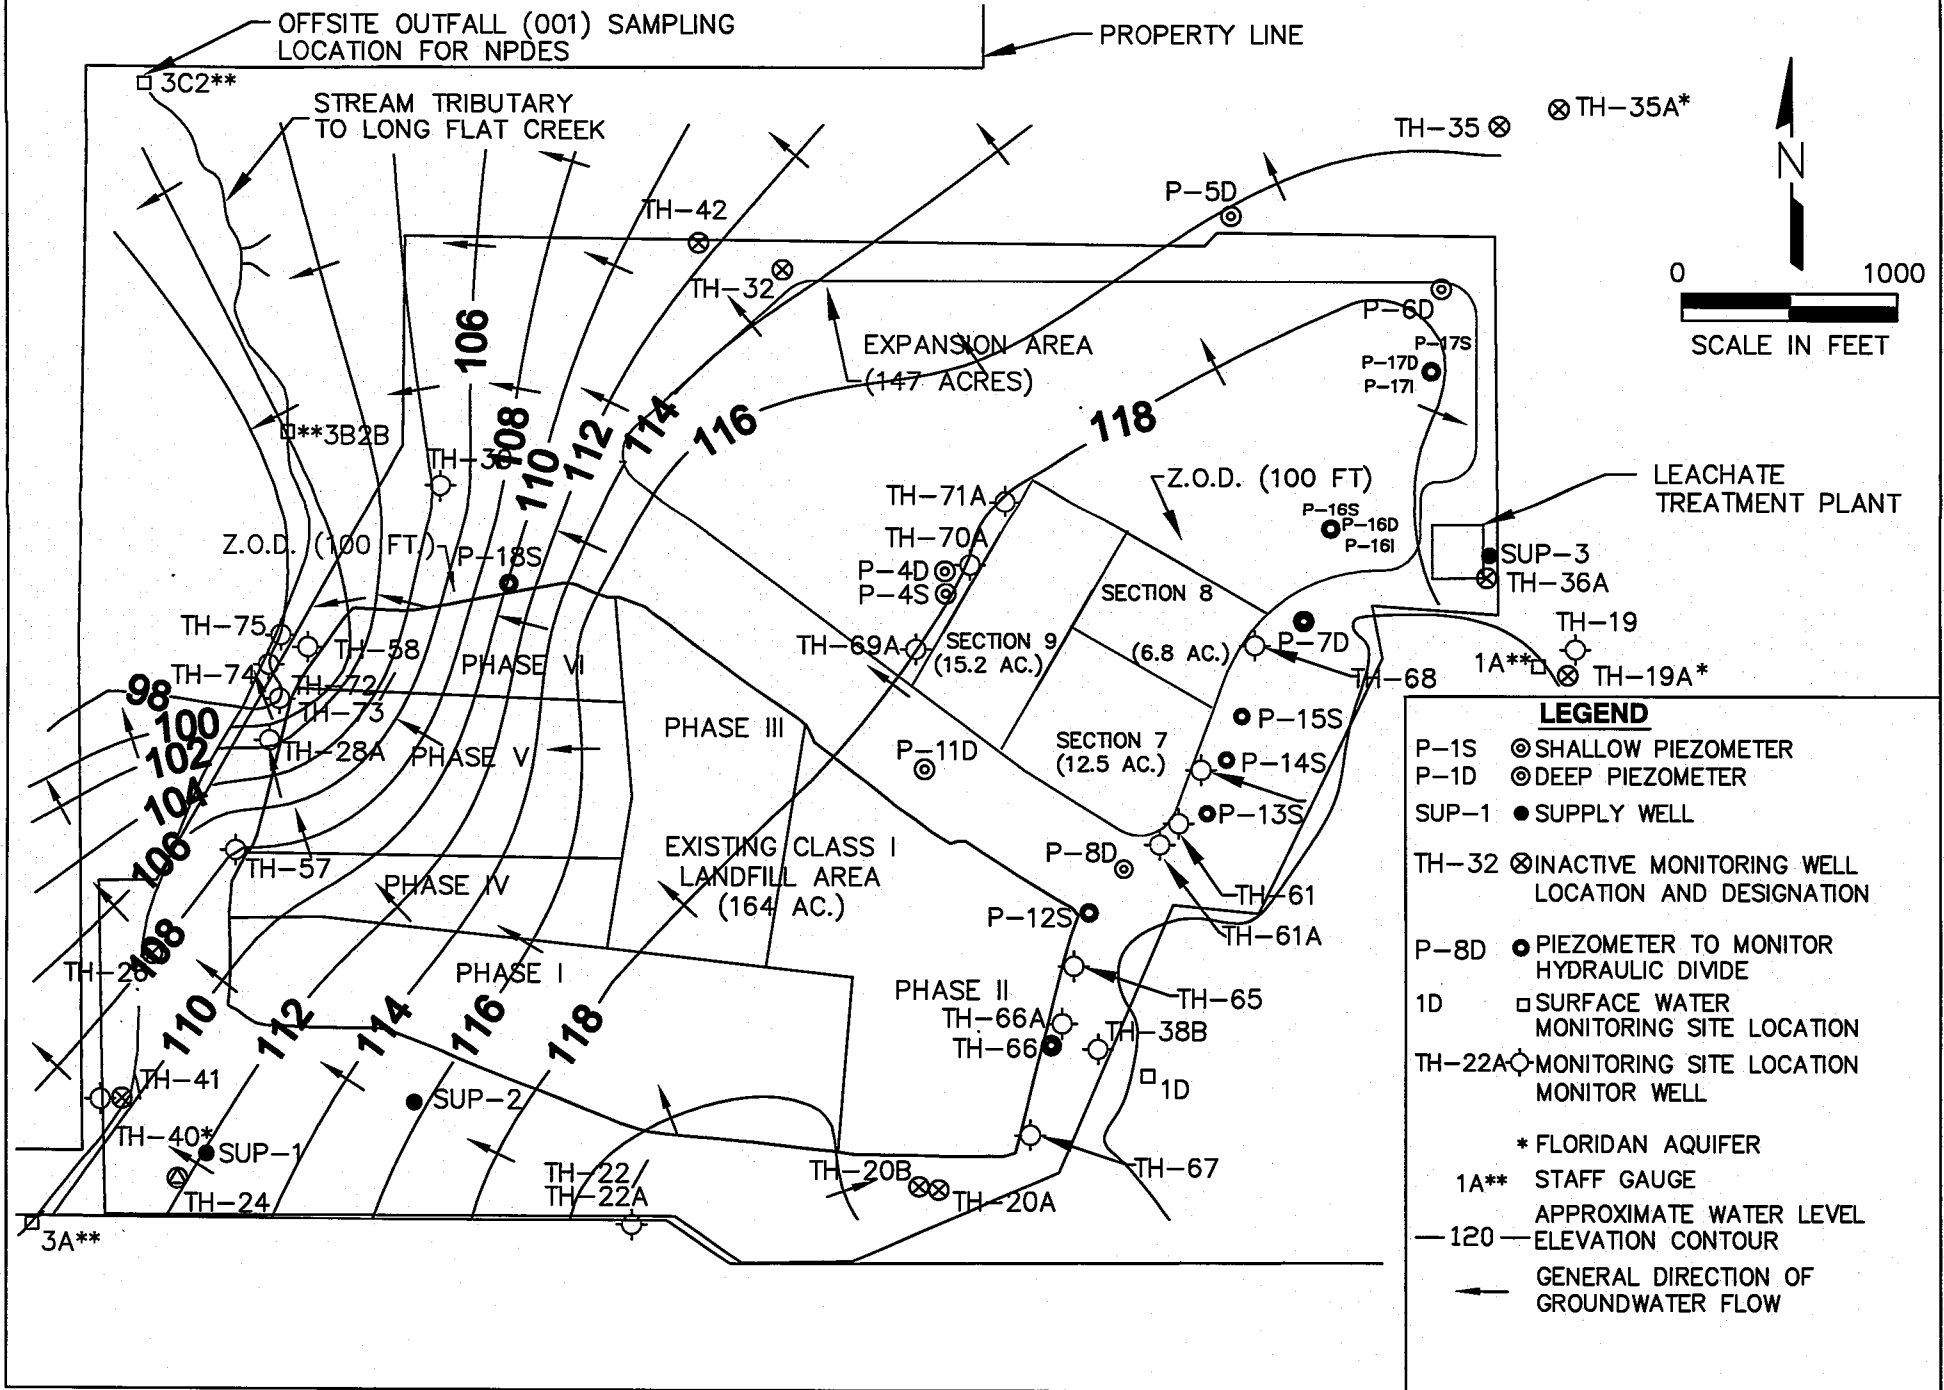 OFFSITE OUTFALL (001) SAMPLING
LOCATION FOR NPDES
PROPERTY LINE
3C2**
STREAM TRIBUTARY
TO LONG FLAT CREEK
TH-35
TH-35A*
N
P-5D
TH-42
TH-32
0 1000
SCALE IN FEET
P-6D
P-17S
P-17D
P-17I
EXPANSION AREA
(147 ACRES)
106
108
110
112
114
116
118
**3B2B
Z.O.D. (100 FT)
LEACHATE
TREATMENT PLANT
TH-71A
P-16S
P-16D
P-16I
TH-70A
Z.O.D. (100 FT.)
P-18S
P-4D
P-4S
SUP-3
TH-36A
SECTION 8
(6.8 AC.)
TH-19
TH-75
TH-58
TH-69A
SECTION 9
(15.2 AC.)
P-7D
1A**
TH-19A*
TH-68
PHASE VI
TH-74
TH-72
TH-73
98
100
102
104
106
108
110
112
114
116
118
PHASE III
P-15S
TH-28A
PHASE V
P-11D
SECTION 7
(12.5 AC.)
P-14S
P-13S
TH-57
EXISTING CLASS I
LANDFILL AREA
(164 AC.)
P-8D
PHASE IV
TH-61
P-12S
TH-61A
PHASE I
PHASE II
TH-65
TH-66A
TH-38B
TH-66
1D
TH-41
SUP-2
TH-40*
SUP-1
TH-24
TH-22
TH-22A
TH-20B
TH-20A
TH-67
3A**
LEGEND
P-1S SHALLOW PIEZOMETER
P-1D DEEP PIEZOMETER
SUP-1 SUPPLY WELL
TH-32 INACTIVE MONITORING WELL
LOCATION AND DESIGNATION
P-8D PIEZOMETER TO MONITOR
HYDRAULIC DIVIDE
1D SURFACE WATER
MONITORING SITE LOCATION
TH-22A MONITORING SITE LOCATION
MONITOR WELL
* FLORIDAN AQUIFER
1A** STAFF GAUGE
APPROXIMATE WATER LEVEL
—120— ELEVATION CONTOUR
GENERAL DIRECTION OF
GROUNDWATER FLOW